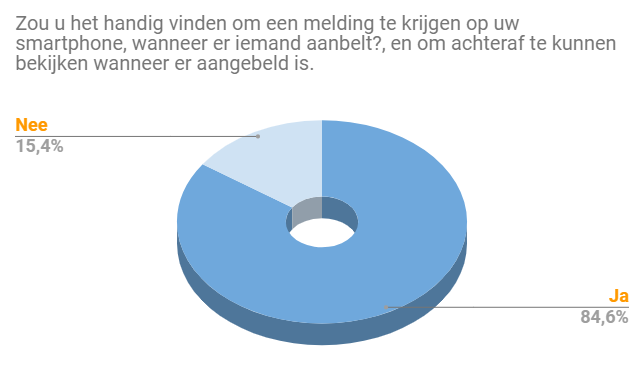 Zou u het handig vinden om een melding te krijgen op uw
smartphone, wanneer er iemand aanbelt?, en om achteraf te kunnen
bekijken wanneer er aangebeld is.
Nee
15,4%
Ja
84,6%